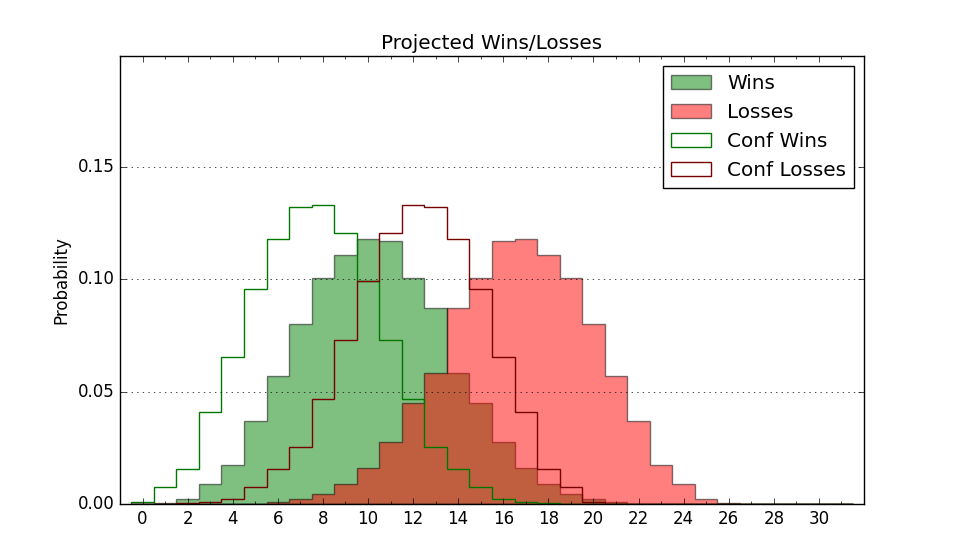 Projected Wins/Losses
Wins
Losses
Conf Wins
Conf Losses
Probability
0.15
0.10
0.05
0.00
0 2 4 6 8 10 12 14 16 18 20 22 24 26 28 30